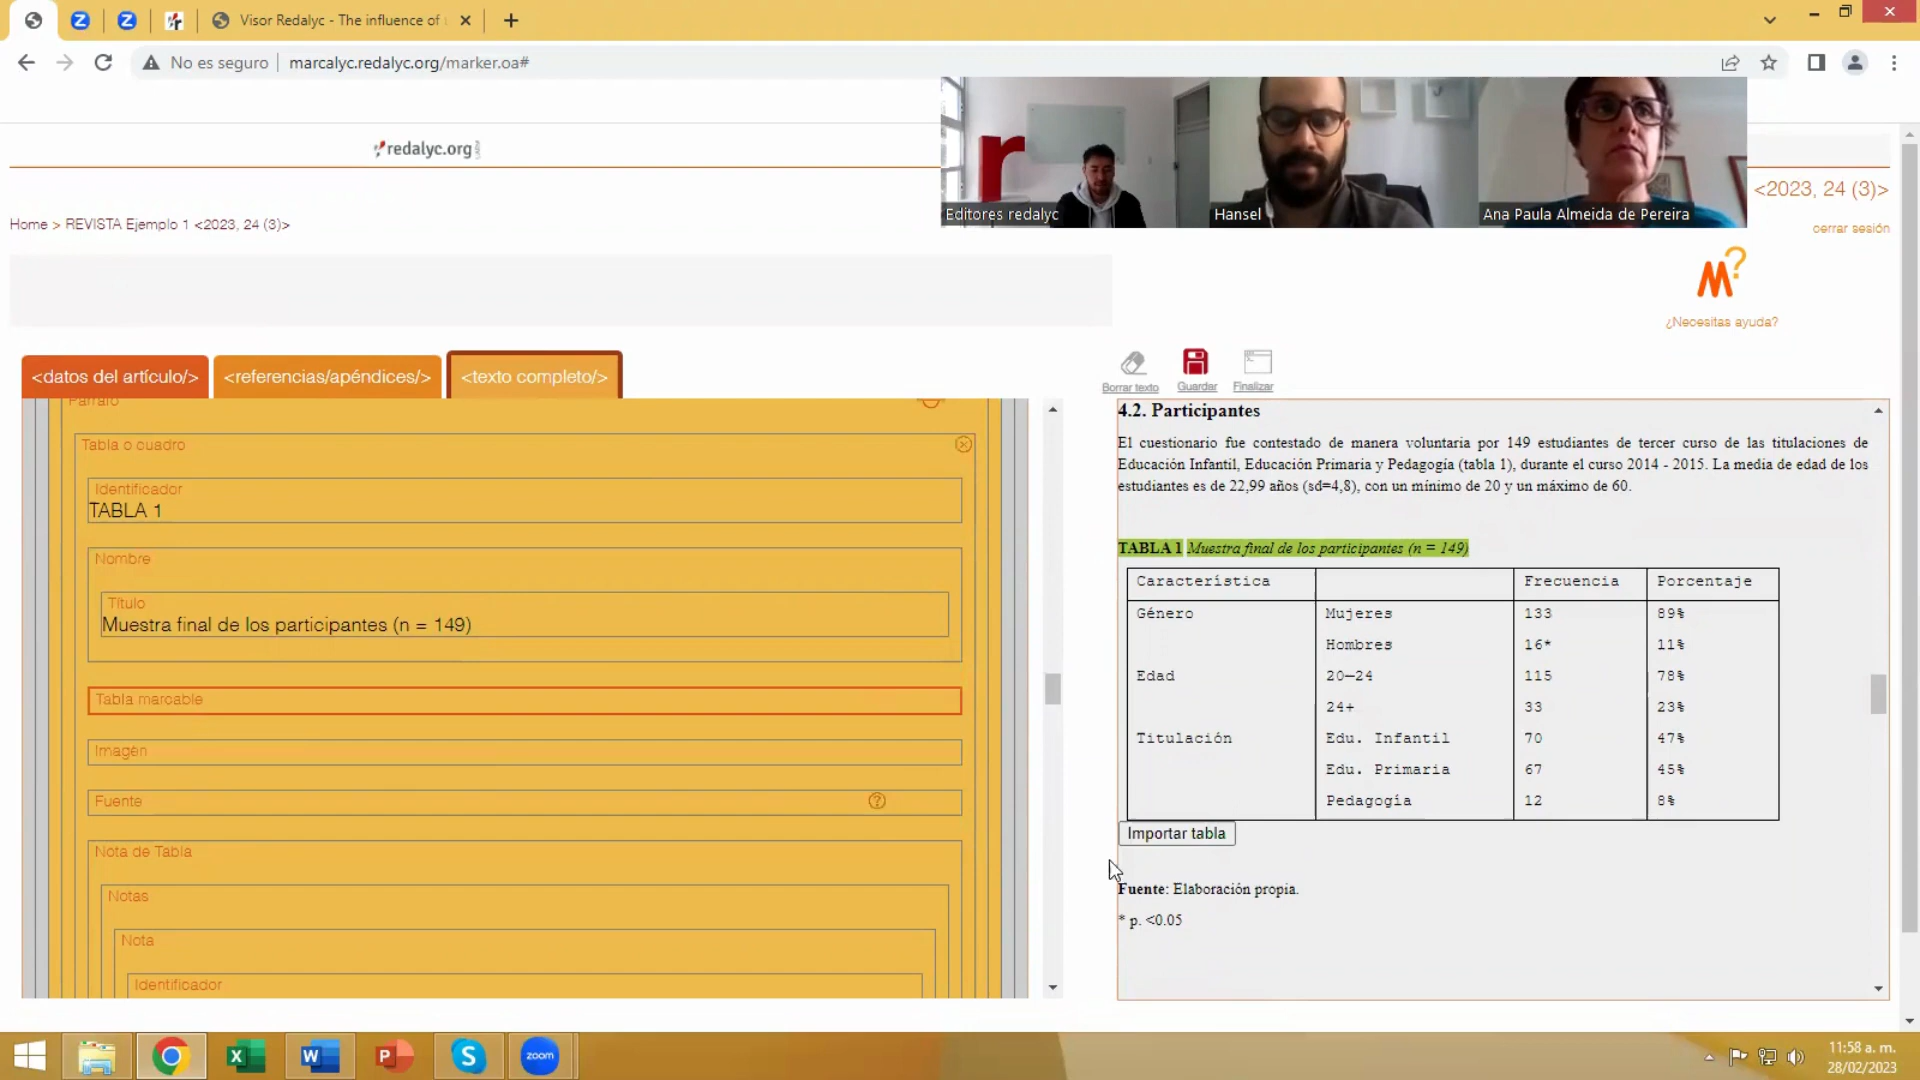 Visor Redalyc - The influence of
No es seguro
marcalyc.redalyc.org/marker.oa#
redalyc.org
Editores redalyc
Hansel
Ana Paula Almeida de Pereira
<2023, 24 (3)>
Home > REVISTA Ejemplo 1 <2023, 24 (3)>
cerrar sesión
¿Necesitas ayuda?
<datos del artículo/>
<referencias/apéndices/>
<texto completo/>
Borrar texto
Guardar
Finalizar
Párrafo
Tabla o cuadro
Identificador
TABLA 1
Nombre
Título
Muestra final de los participantes (n = 149)
Tabla marcable
Imagen
Fuente
Nota de Tabla
Notas
Nota
Identificador
4.2. Participantes
El cuestionario fue contestado de manera voluntaria por 149 estudiantes de tercer curso de las titulaciones de
Educación Infantil, Educación Primaria y Pedagogía (tabla 1), durante el curso 2014 - 2015. La media de edad de los
estudiantes es de 22,99 años (sd=4,8), con un mínimo de 20 y un máximo de 60.
TABLA 1 Muestra final de los participantes (n = 149)
Característica Frecuencia Porcentaje
Género Mujeres 133 89%
Hombres 16* 11%
Edad 20—24 115 78%
24+ 33 23%
Titulación Edu. Infantil 70 47%
Edu. Primaria 67 45%
Pedagogía 12 8%
Importar tabla
Fuente: Elaboración propia.
* p. <0.05
zoom
11:58 a. m.
28/02/2023